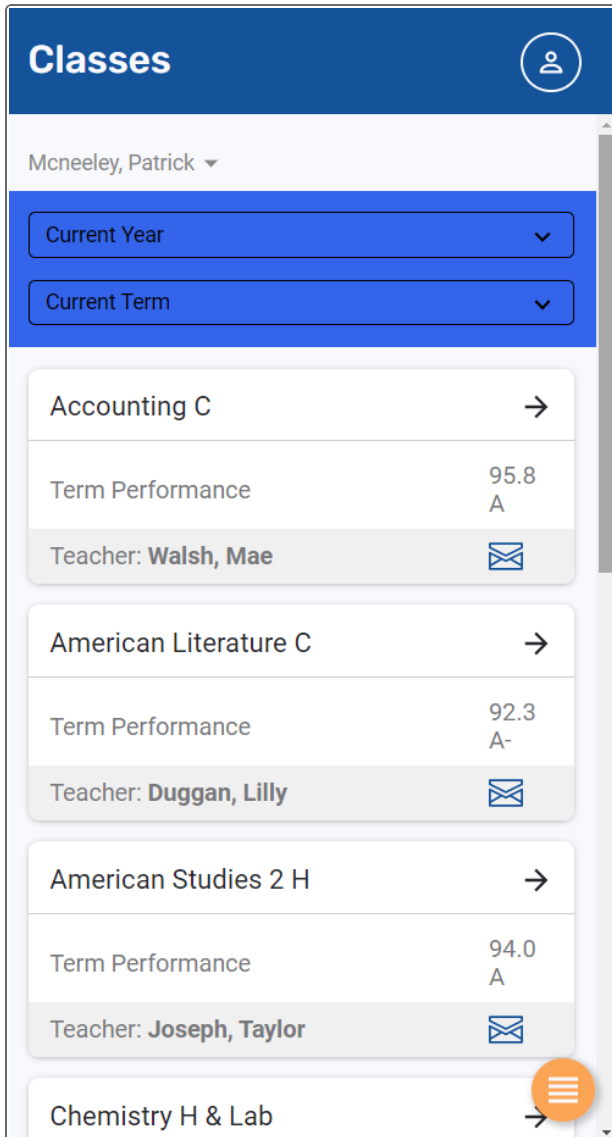 Classes
Mcneeley, Patrick
Current Year
Current Term
Accounting C
Term Performance
95.8
A
Teacher: Walsh, Mae
American Literature C
Term Performance
92.3
A-
Teacher: Duggan, Lilly
American Studies 2 H
Term Performance
94.0
A
Teacher: Joseph, Taylor
Chemistry H & Lab